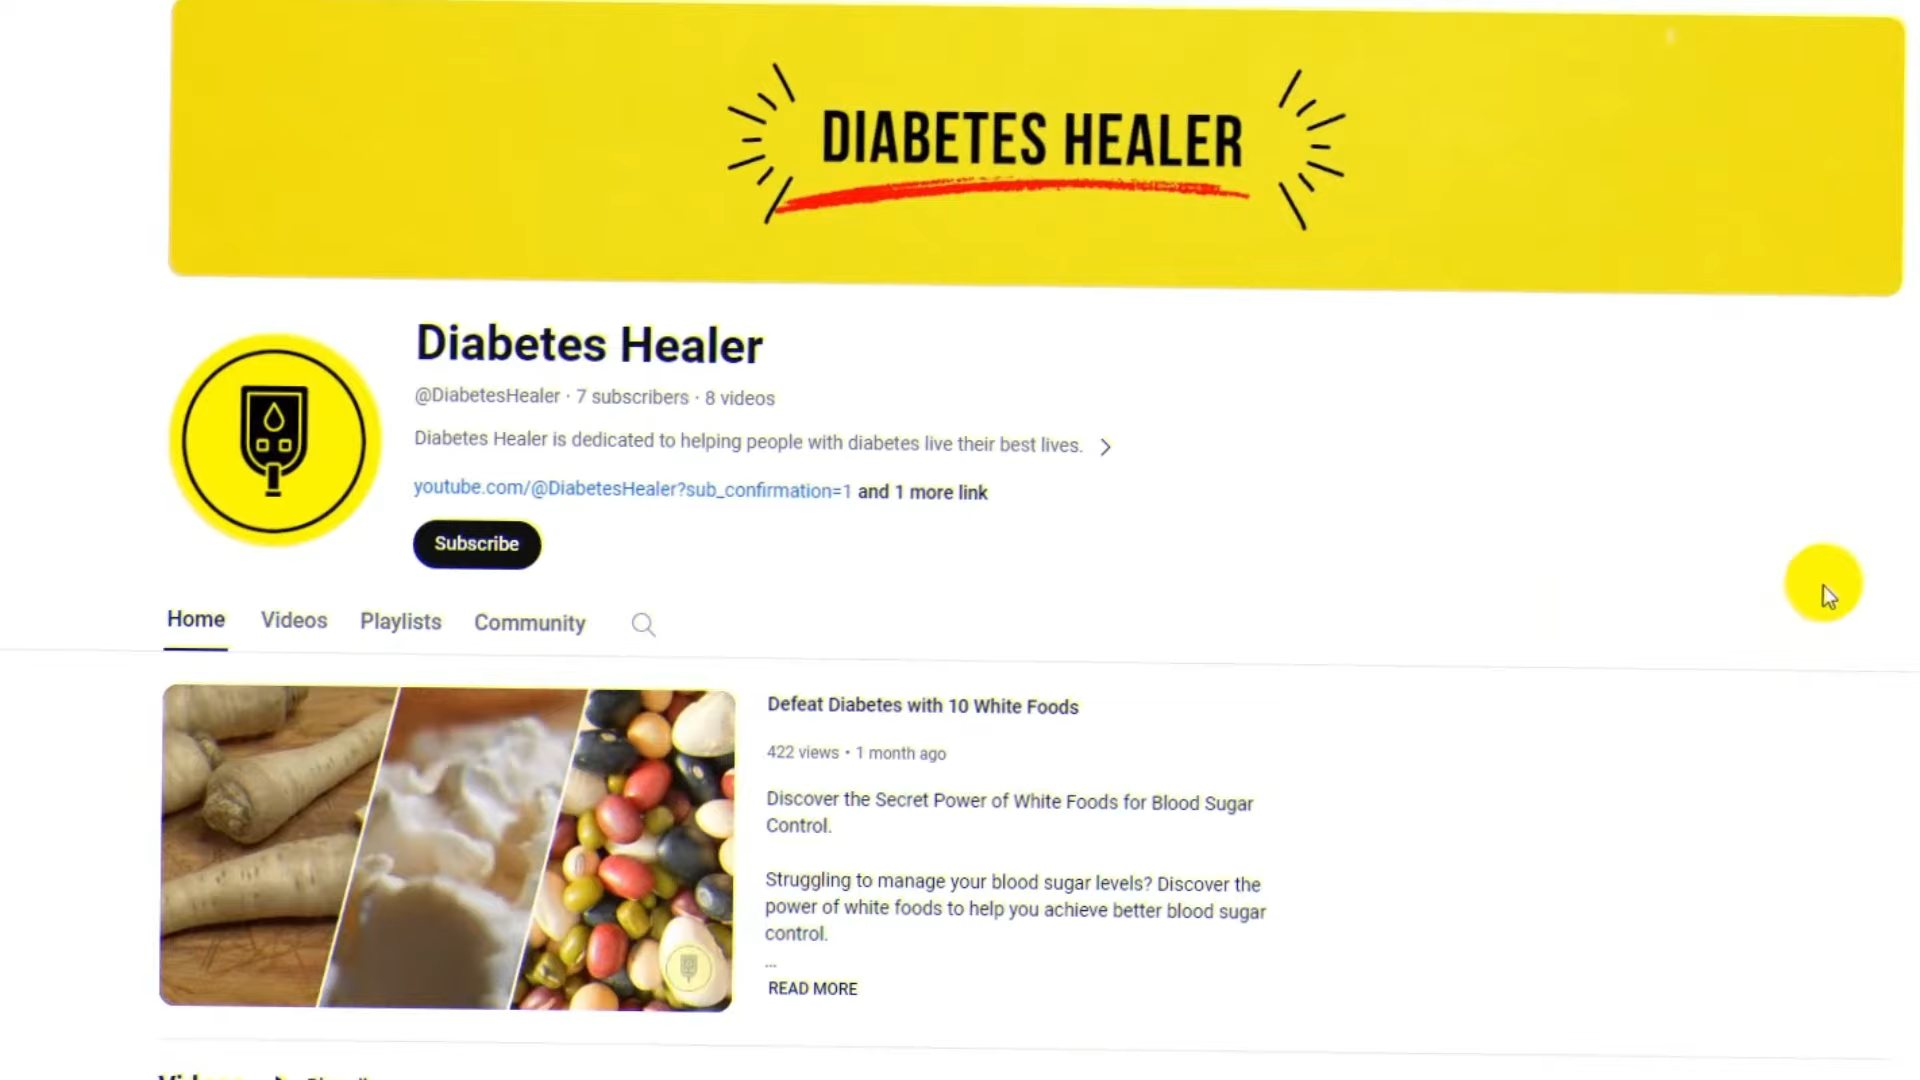 DIABETES HEALER
Diabetes Healer
@DiabetesHealer · 7 subscribers · 8 videos
Diabetes Healer is dedicated to helping people with diabetes live their best lives.
youtube.com/@DiabetesHealer?sub_confirmation=1 and 1 more link
Subscribe
Home Videos Playlists Community
Defeat Diabetes with 10 White Foods
422 views • 1 month ago
Discover the Secret Power of White Foods for Blood Sugar
Control.
Struggling to manage your blood sugar levels? Discover the
power of white foods to help you achieve better blood sugar
control.
...
READ MORE